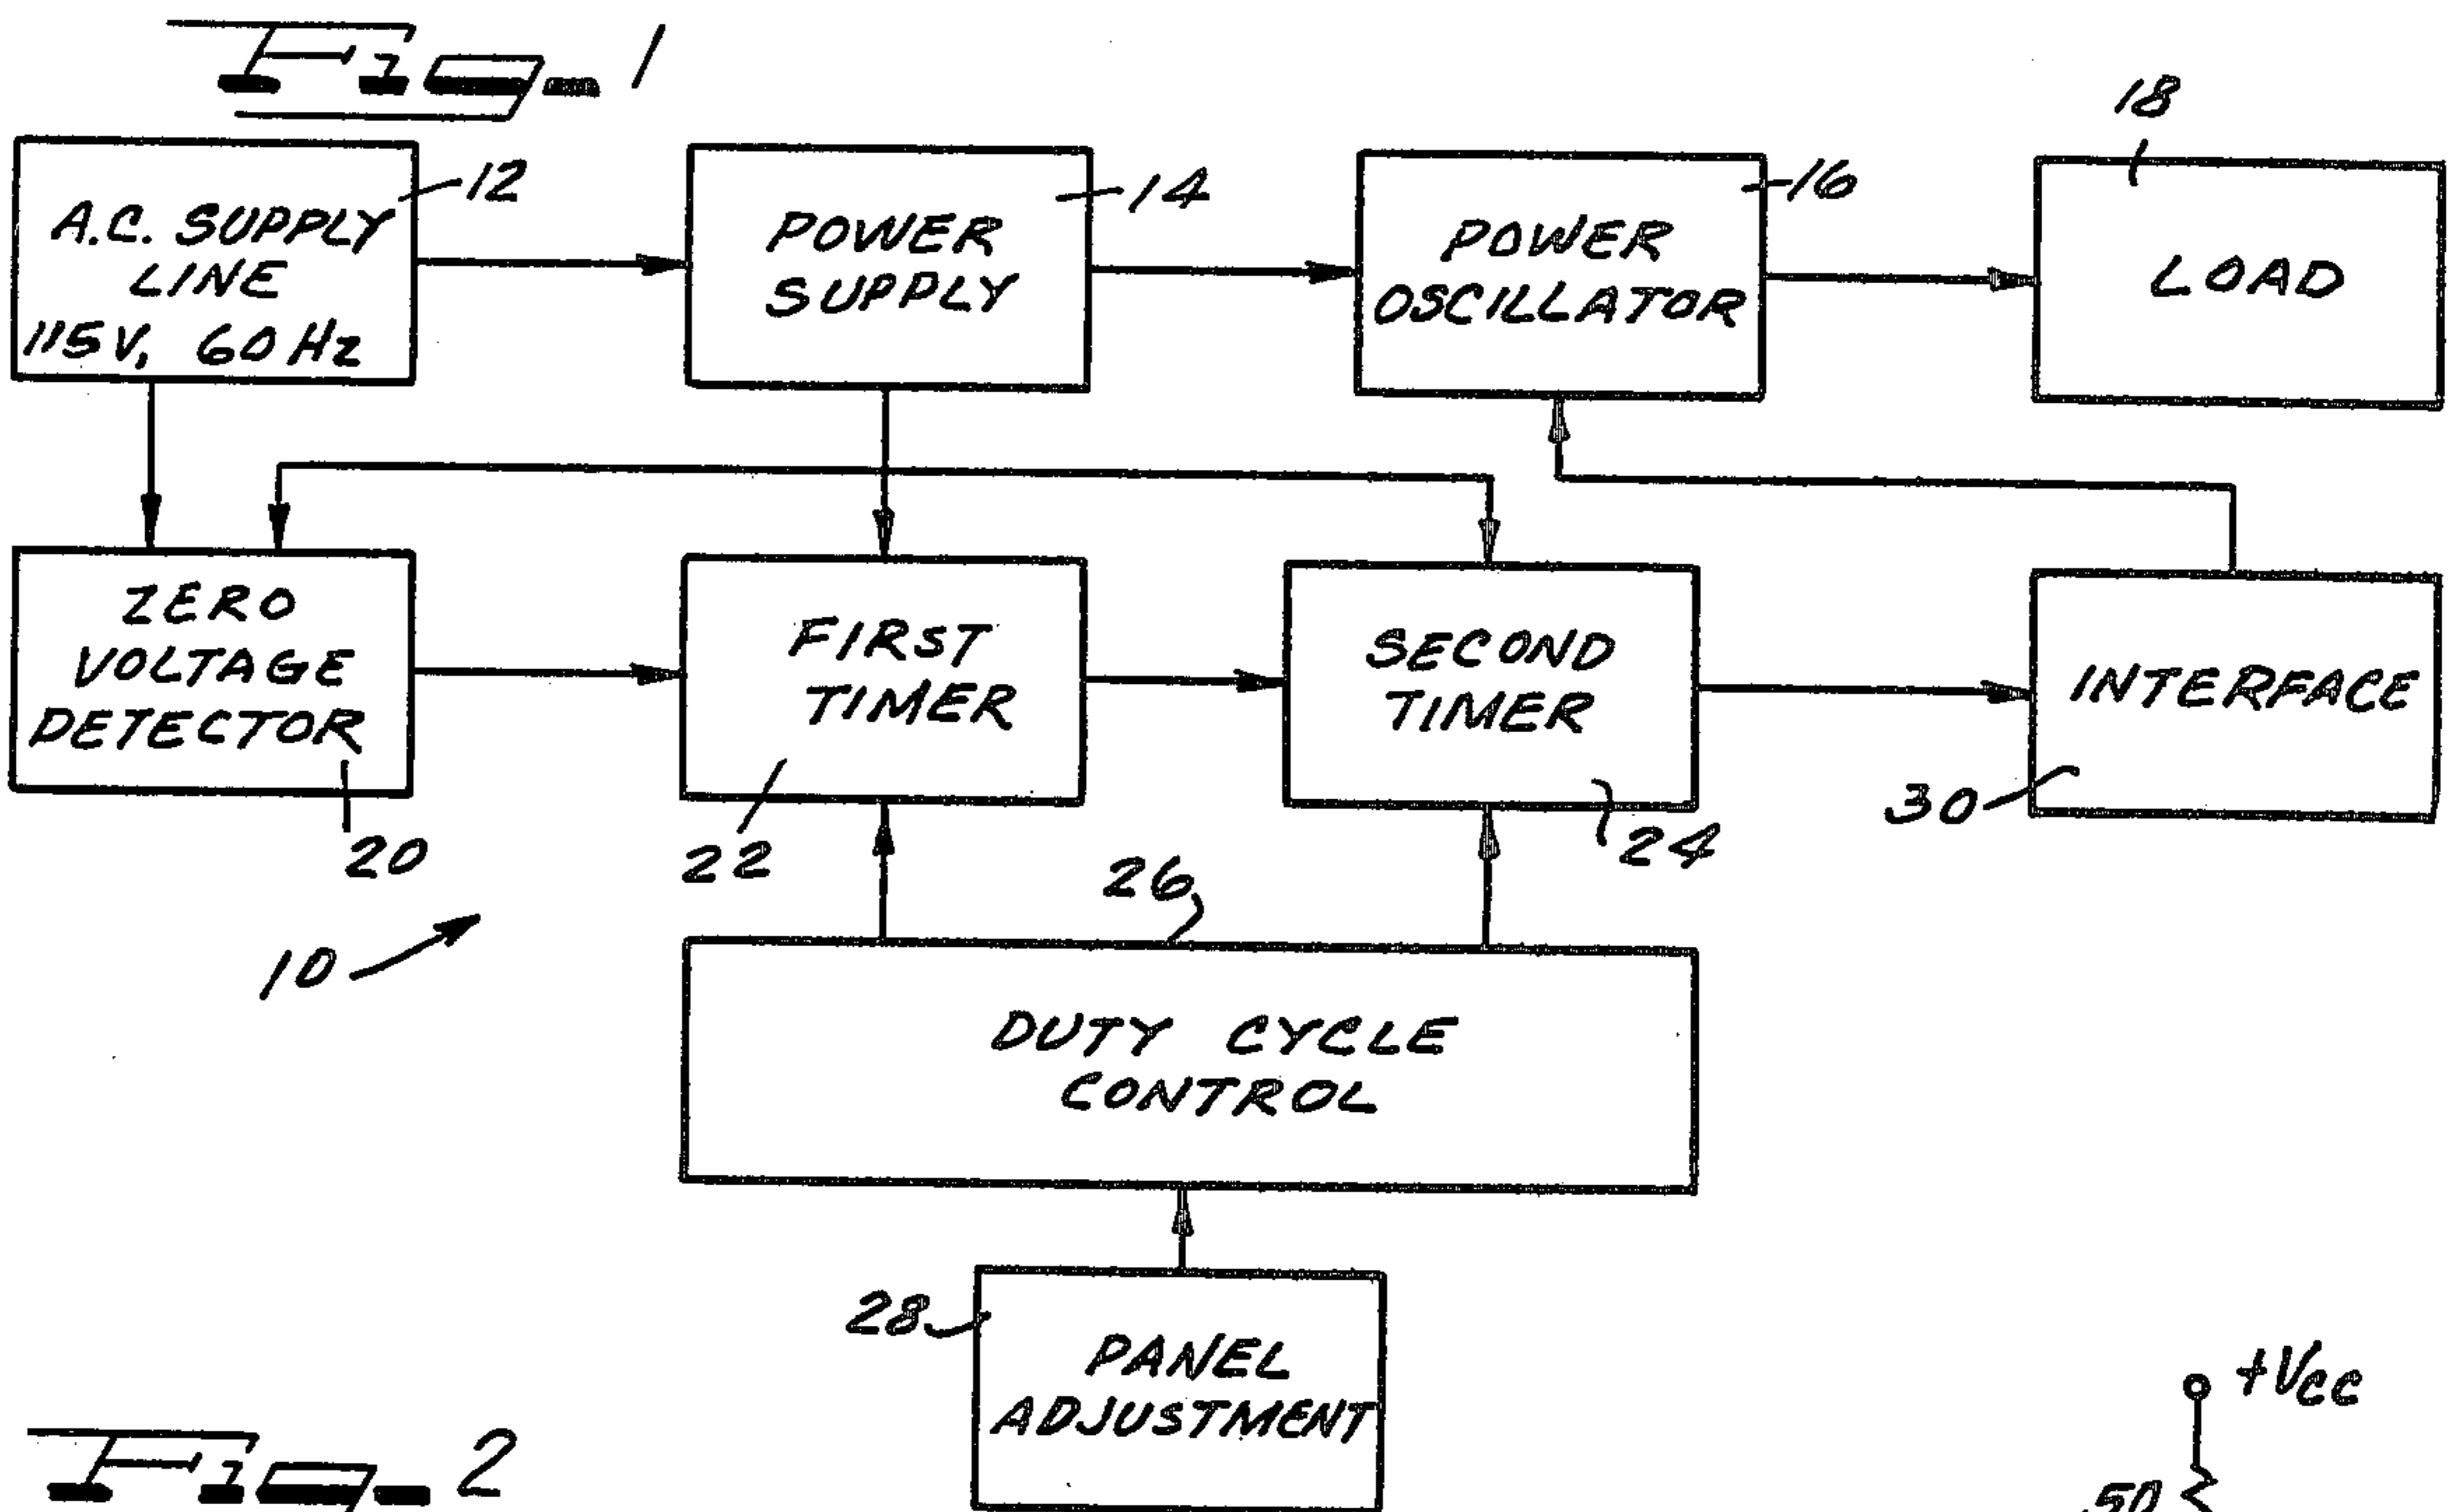 Fig. 1
12
A.C. SUPPLY
LINE
115V, 60 Hz
14
POWER
SUPPLY
16
POWER
OSCILLATOR
18
LOAD
ZERO
VOLTAGE
DETECTOR
20
FIRST
TIMER
22
SECOND
TIMER
24
INTERFACE
30
10
26
DUTY CYCLE
CONTROL
28
PANEL
ADJUSTMENT
Fig. 2
+Vcc
50